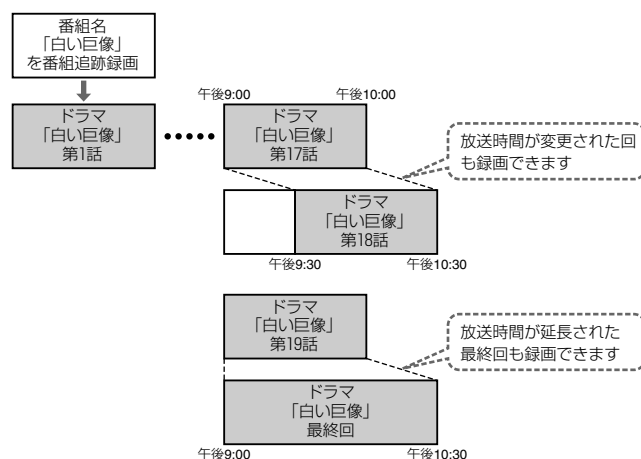 番組名
「白い巨像」
を番組追跡録画
ドラマ
「白い巨像」
第1話
午後9:00
午後10:00
ドラマ
「白い巨像」
第17話
放送時間が変更された回
も録画できます
ドラマ
「白い巨像」
第18話
午後9:30
午後10:30
ドラマ
「白い巨像」
第19話
放送時間が延長された
最終回も録画できます
ドラマ
「白い巨像」
最終回
午後9:00
午後10:30